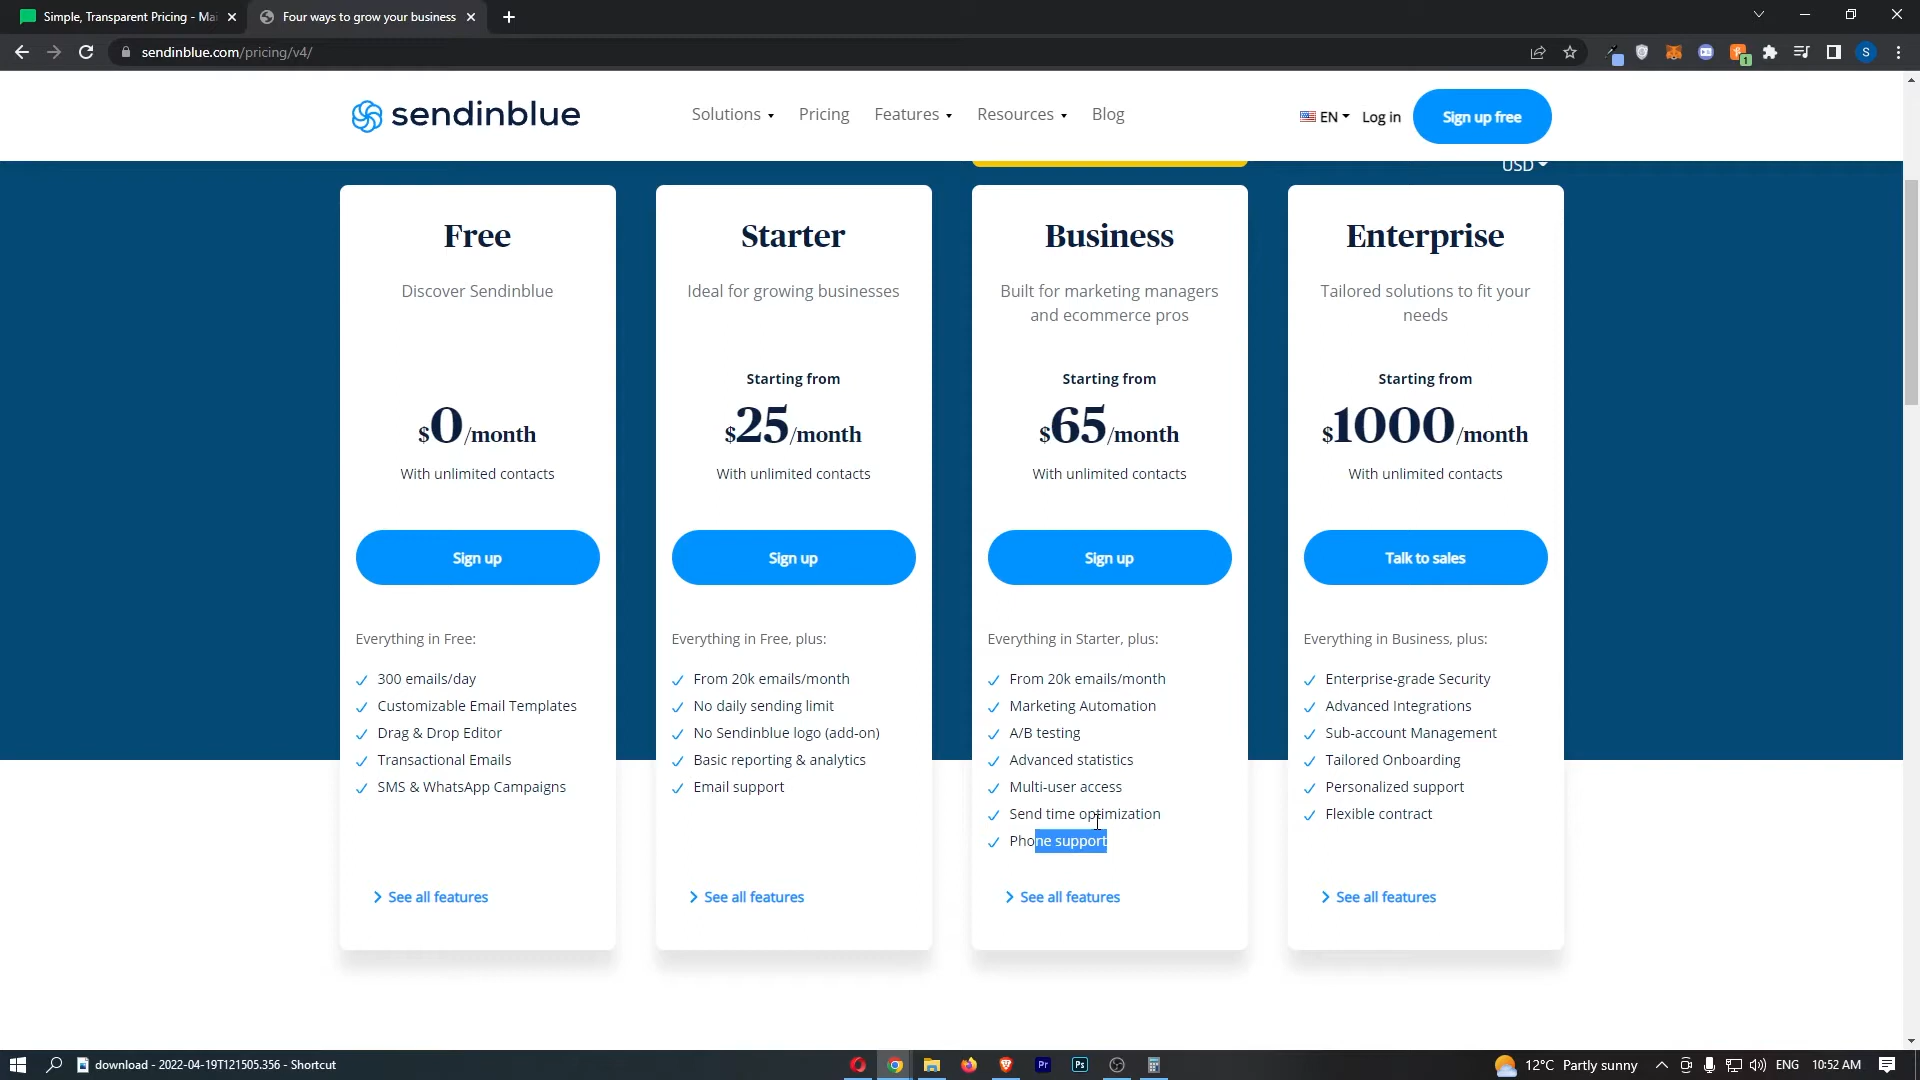 Simple, Transparent Pricing - Mai
Four ways to grow your business
sendinblue.com/pricing/v4/
S
1
sendinblue
Solutions
Pricing
Features
Resources
Blog
EN
Log in
Sign up free
USD
Free
Discover Sendinblue
$0/month
With unlimited contacts
Sign up
Everything in Free:
300 emails/day
Customizable Email Templates
Drag & Drop Editor
Transactional Emails
SMS & WhatsApp Campaigns
See all features
Starter
Ideal for growing businesses
Starting from
$25/month
With unlimited contacts
Sign up
Everything in Free, plus:
From 20k emails/month
No daily sending limit
No Sendinblue logo (add-on)
Basic reporting & analytics
Email support
See all features
Business
Built for marketing managers
and ecommerce pros
Starting from
$65/month
With unlimited contacts
Sign up
Everything in Starter, plus:
From 20k emails/month
Marketing Automation
A/B testing
Advanced statistics
Multi-user access
Send time optimization
Phone support
See all features
Enterprise
Tailored solutions to fit your
needs
Starting from
$1000/month
With unlimited contacts
Talk to sales
Everything in Business, plus:
Enterprise-grade Security
Advanced Integrations
Sub-account Management
Tailored Onboarding
Personalized support
Flexible contract
See all features
download - 2022-04-19T121505.356 - Shortcut
Pr
Ps
12°C Partly sunny
ENG
10:52 AM